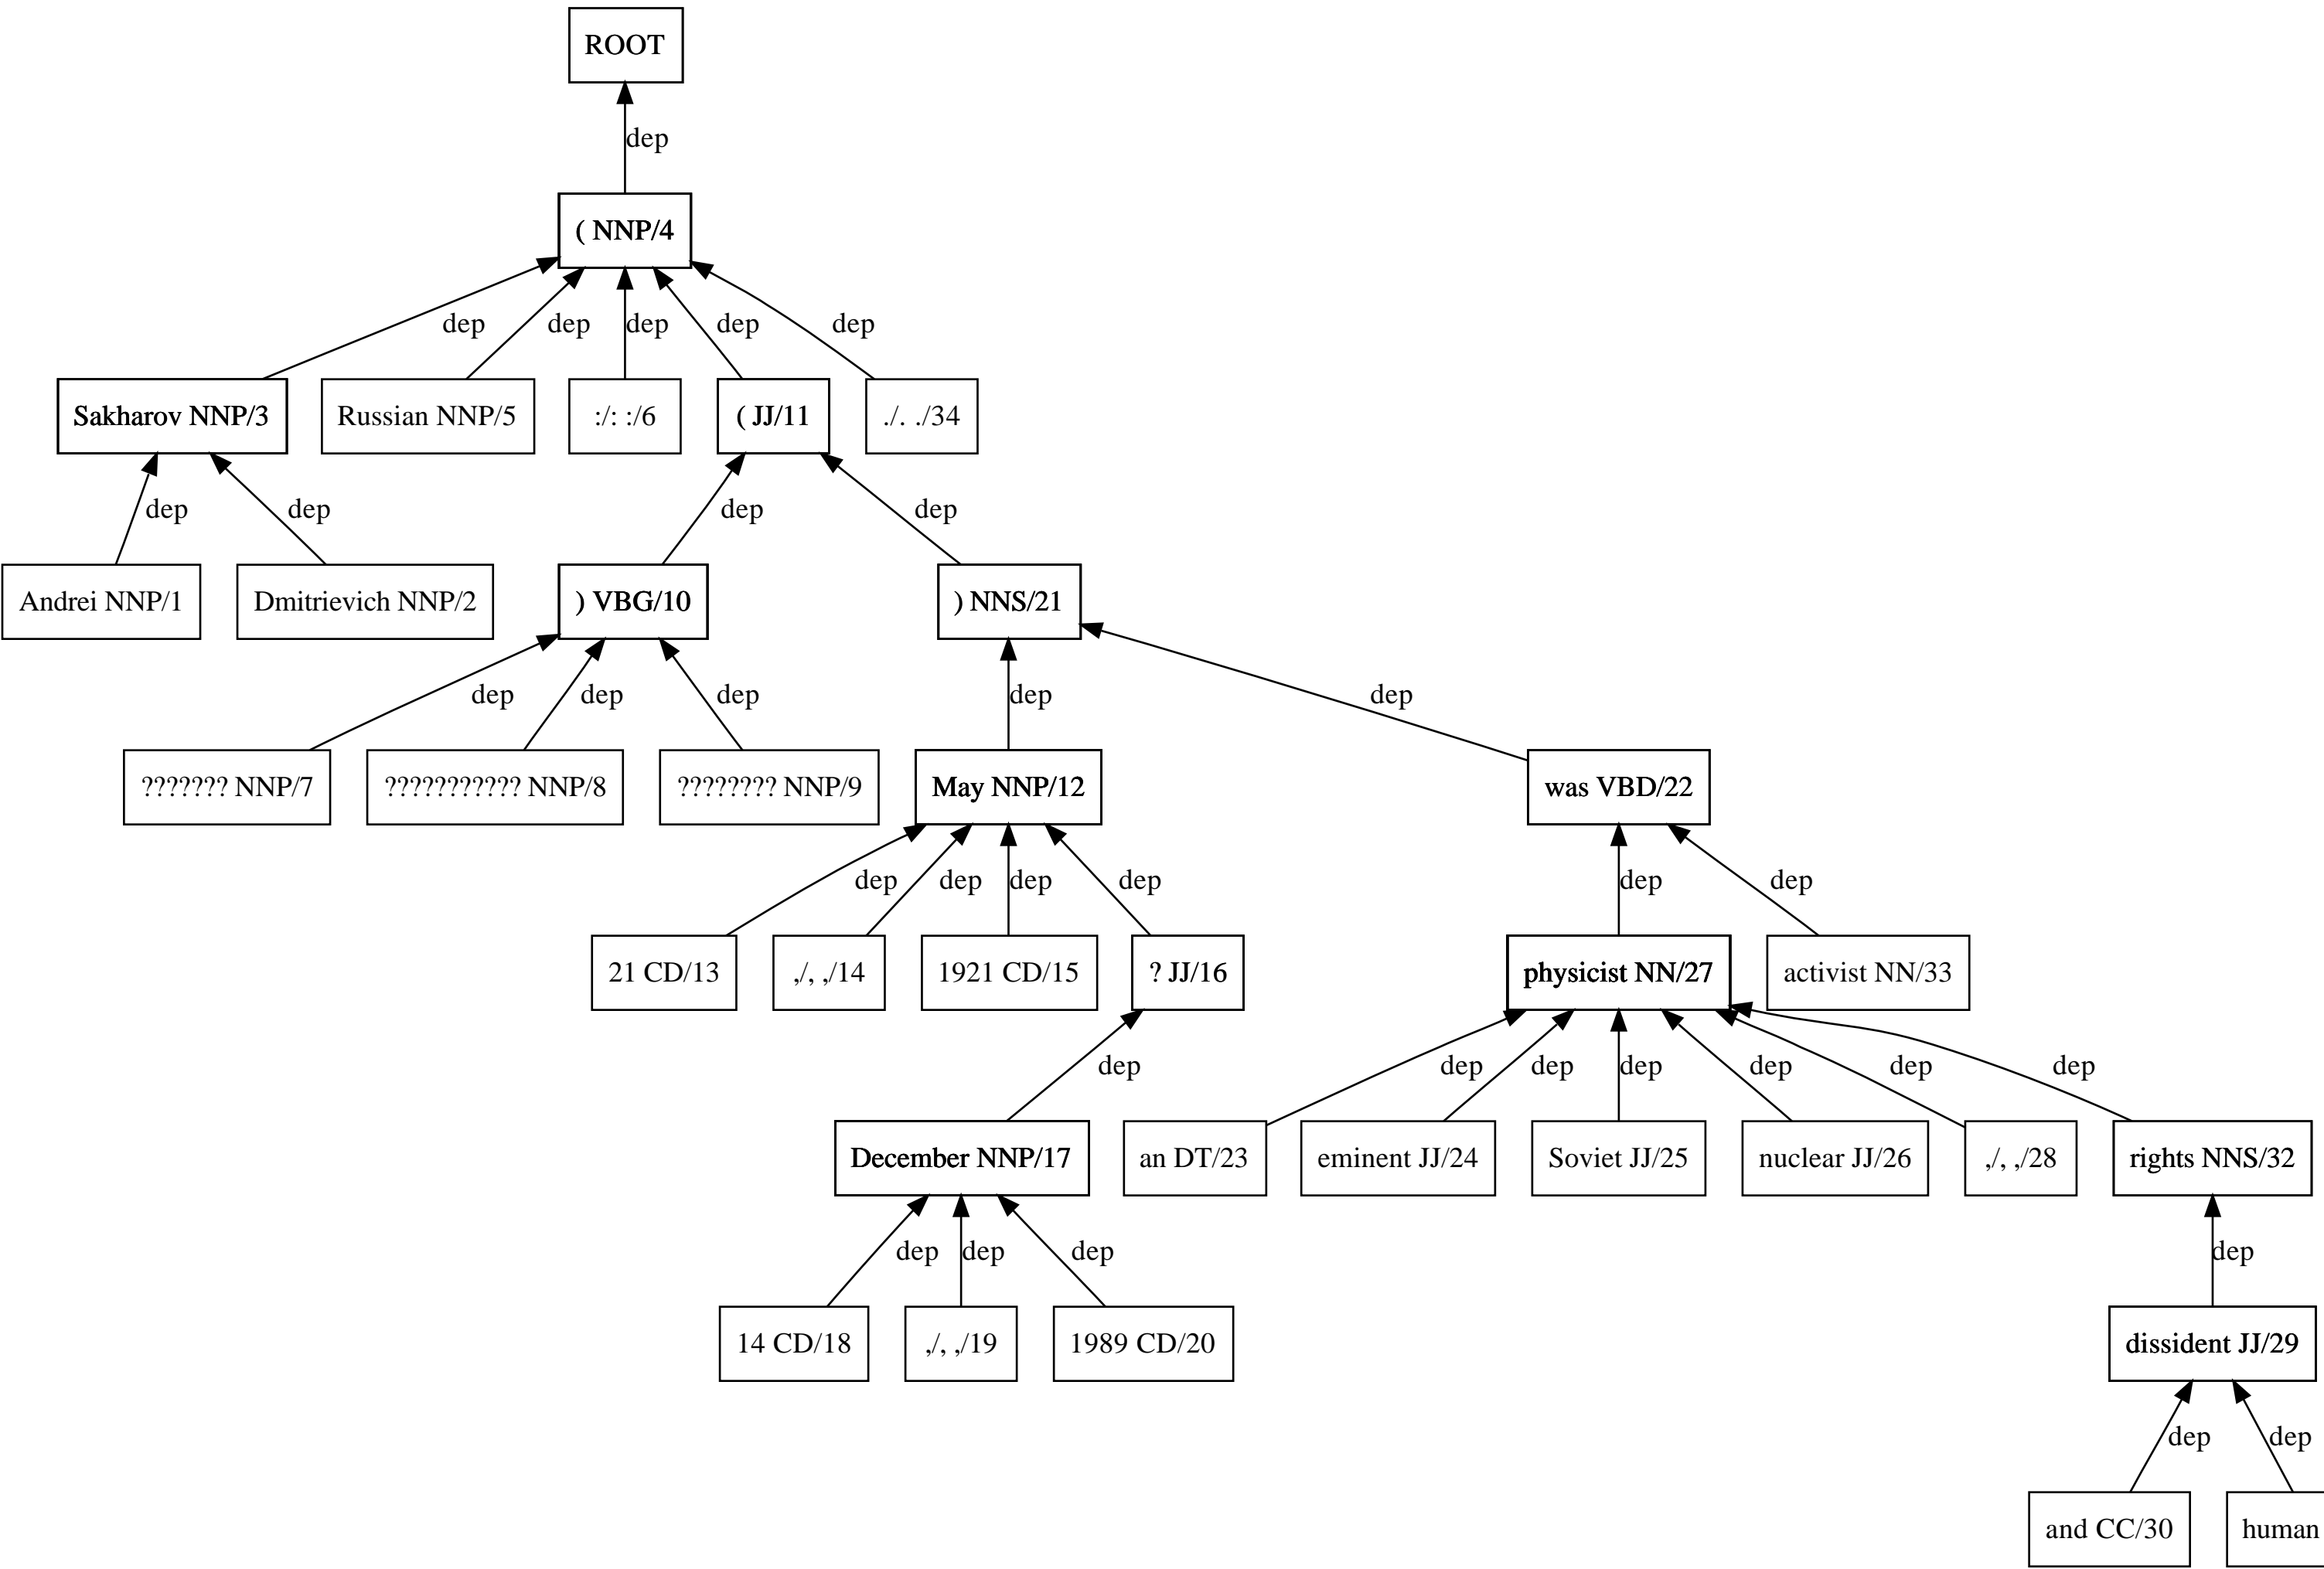 ROOT
dep
( NNP/4
dep dep dep dep dep
Sakharov NNP/3 Russian NNP/5 :/: :/6 ( JJ/11 ./. ./34
dep dep dep dep
Andrei NNP/1 Dmitrievich NNP/2 ) VBG/10 ) NNS/21
dep dep dep dep dep
??????? NNP/7 ??????????? NNP/8 ???????? NNP/9 May NNP/12 was VBD/22
dep dep dep dep dep dep
21 CD/13 ,/, ,/14 1921 CD/15 ? JJ/16 physicist NN/27 activist NN/33
dep dep dep dep dep dep dep
December NNP/17 an DT/23 eminent JJ/24 Soviet JJ/25 nuclear JJ/26 ,/, ,/28 rights NNS/32
dep dep dep dep
14 CD/18 ,/, ,/19 1989 CD/20 dissident JJ/29
dep dep
and CC/30 human